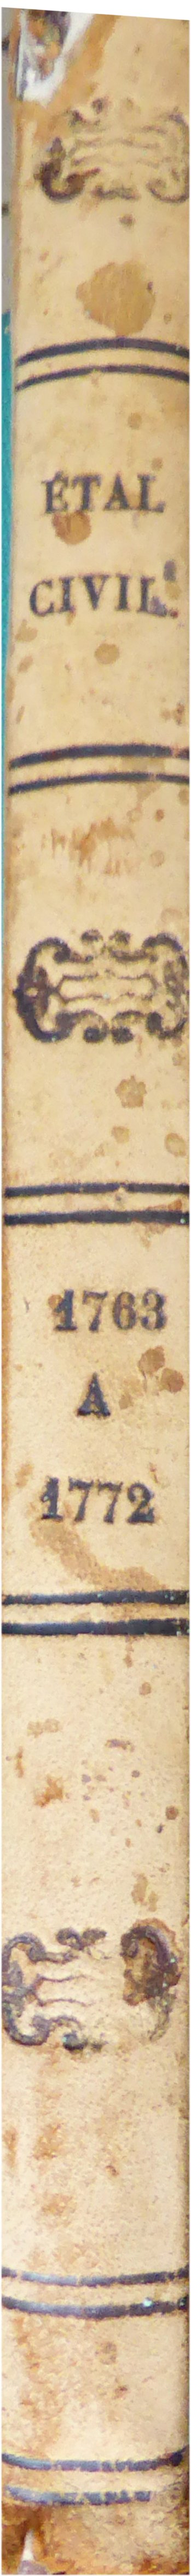 ÉTAT
CIVIL.
1763
A
1772